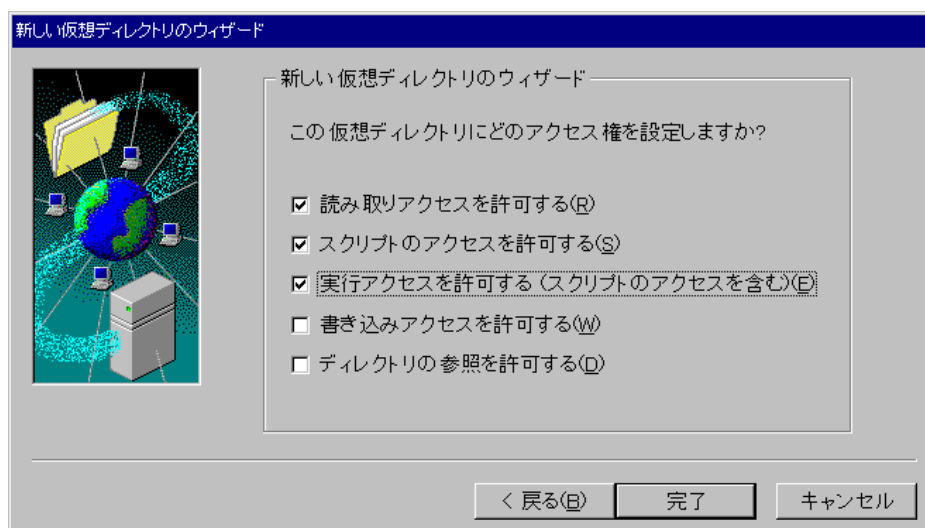 新しい仮想ディレクトリのウィザード
新しい仮想ディレクトリのウィザード
この仮想ディレクトリにどのアクセス権を設定しますか?
読み取りアクセスを許可する(R)
スクリプトのアクセスを許可する(S)
実行アクセスを許可する (スクリプトのアクセスを含む)(E)
書き込みアクセスを許可する(W)
ディレクトリの参照を許可する(D)
< 戻る(B) 完了 キャンセル